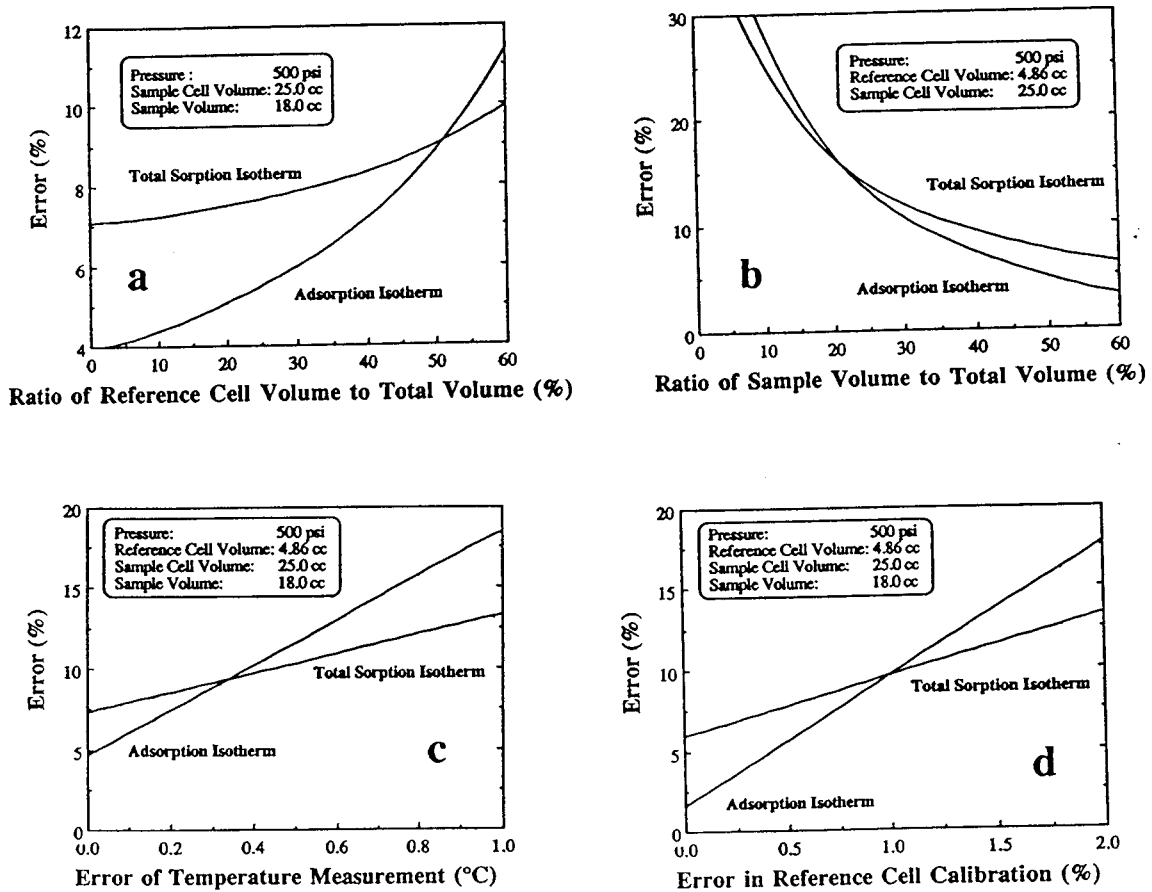 12
10
8
6
4
Error (%)
Pressure : 500 psi
Sample Cell Volume: 25.0 cc
Sample Volume: 18.0 cc
Total Sorption Isotherm
a
Adsorption Isotherm
0 10 20 30 40 50 60
Ratio of Reference Cell Volume to Total Volume (%)
30
20
10
0
Error (%)
Pressure: 500 psi
Reference Cell Volume: 4.86 cc
Sample Cell Volume: 25.0 cc
Total Sorption Isotherm
b
Adsorption Isotherm
0 10 20 30 40 50 60
Ratio of Sample Volume to Total Volume (%)
20
15
10
5
0
Error (%)
Pressure: 500 psi
Reference Cell Volume: 4.86 cc
Sample Cell Volume: 25.0 cc
Sample Volume: 18.0 cc
Total Sorption Isotherm
Adsorption Isotherm
c
0.0 0.2 0.4 0.6 0.8 1.0
Error of Temperature Measurement (°C)
20
15
10
5
0
Error (%)
Pressure: 500 psi
Reference Cell Volume: 4.86 cc
Sample Cell Volume: 25.0 cc
Sample Volume: 18.0 cc
Total Sorption Isotherm
d
Adsorption Isotherm
0.0 0.5 1.0 1.5 2.0
Error in Reference Cell Calibration (%)